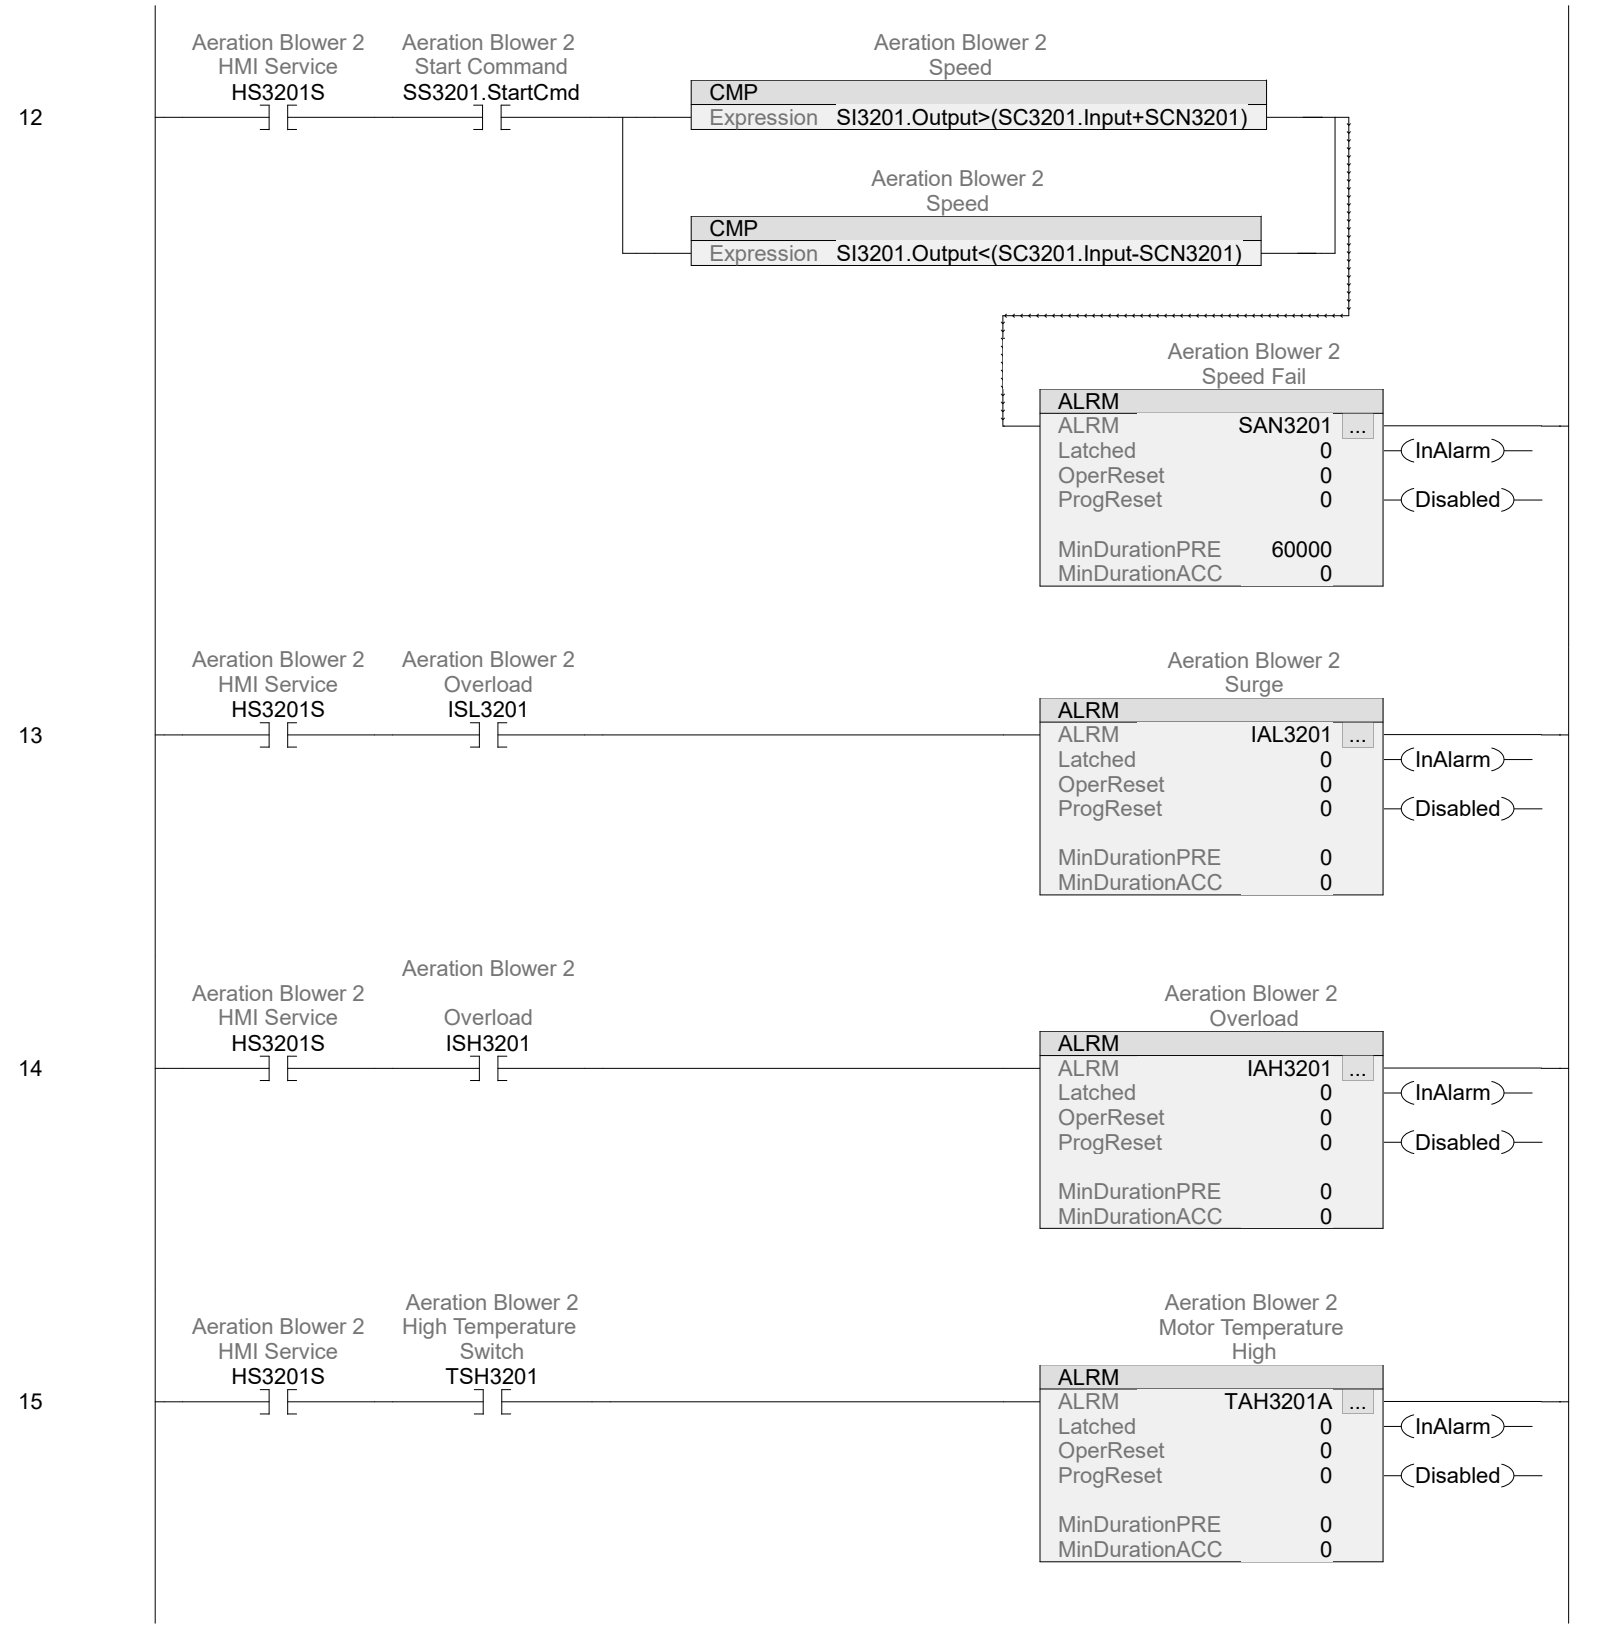 Aeration Blower 2 Aeration Blower 2 Aeration Blower 2
HMI Service Start Command Speed
HS3201S SS3201.StartCmd CMP
12 Expression SI3201.Output>(SC3201.Input+SCN3201)
Aeration Blower 2
Speed
CMP
Expression SI3201.Output<(SC3201.Input-SCN3201)
Aeration Blower 2
Speed Fail
ALRM
ALRM SAN3201 ...
Latched 0 InAlarm
OperReset 0
ProgReset 0 Disabled
MinDurationPRE 60000
MinDurationACC 0
Aeration Blower 2 Aeration Blower 2 Aeration Blower 2
HMI Service Overload Surge
HS3201S ISL3201 ALRM
13 ALRM IAL3201 ...
Latched 0 InAlarm
OperReset 0
ProgReset 0 Disabled
MinDurationPRE 0
MinDurationACC 0
Aeration Blower 2
Aeration Blower 2 Aeration Blower 2
HMI Service Overload Overload
HS3201S ISH3201 ALRM
14 ALRM IAH3201 ...
Latched 0 InAlarm
OperReset 0
ProgReset 0 Disabled
MinDurationPRE 0
MinDurationACC 0
Aeration Blower 2 Aeration Blower 2
Aeration Blower 2 High Temperature Motor Temperature
HMI Service Switch High
HS3201S TSH3201 ALRM
15 ALRM TAH3201A ...
Latched 0 InAlarm
OperReset 0
ProgReset 0 Disabled
MinDurationPRE 0
MinDurationACC 0